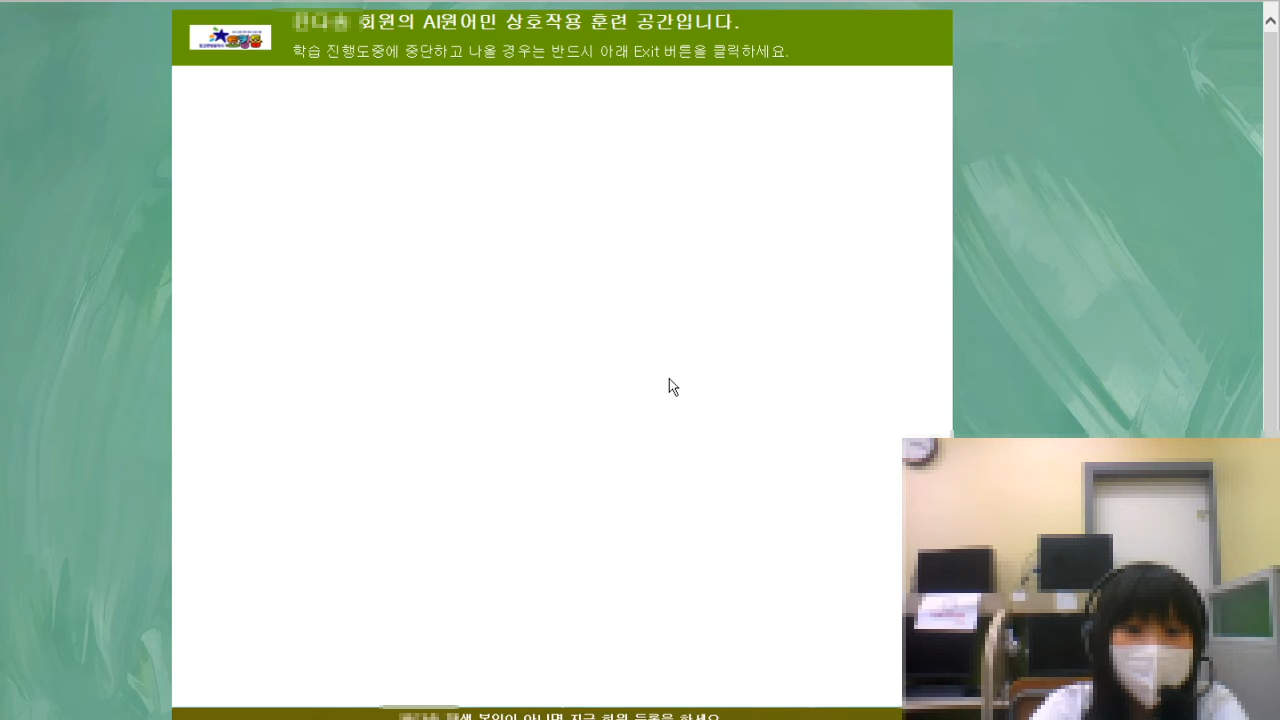 회원의 AI원어민 상호작용 훈련 공간입니다.
학습 진행도중에 중단하고 나올 경우는 반드시 아래 Exit 버튼을 클릭하세요.
본인이 아니면 지금 회원 등록을 하세요